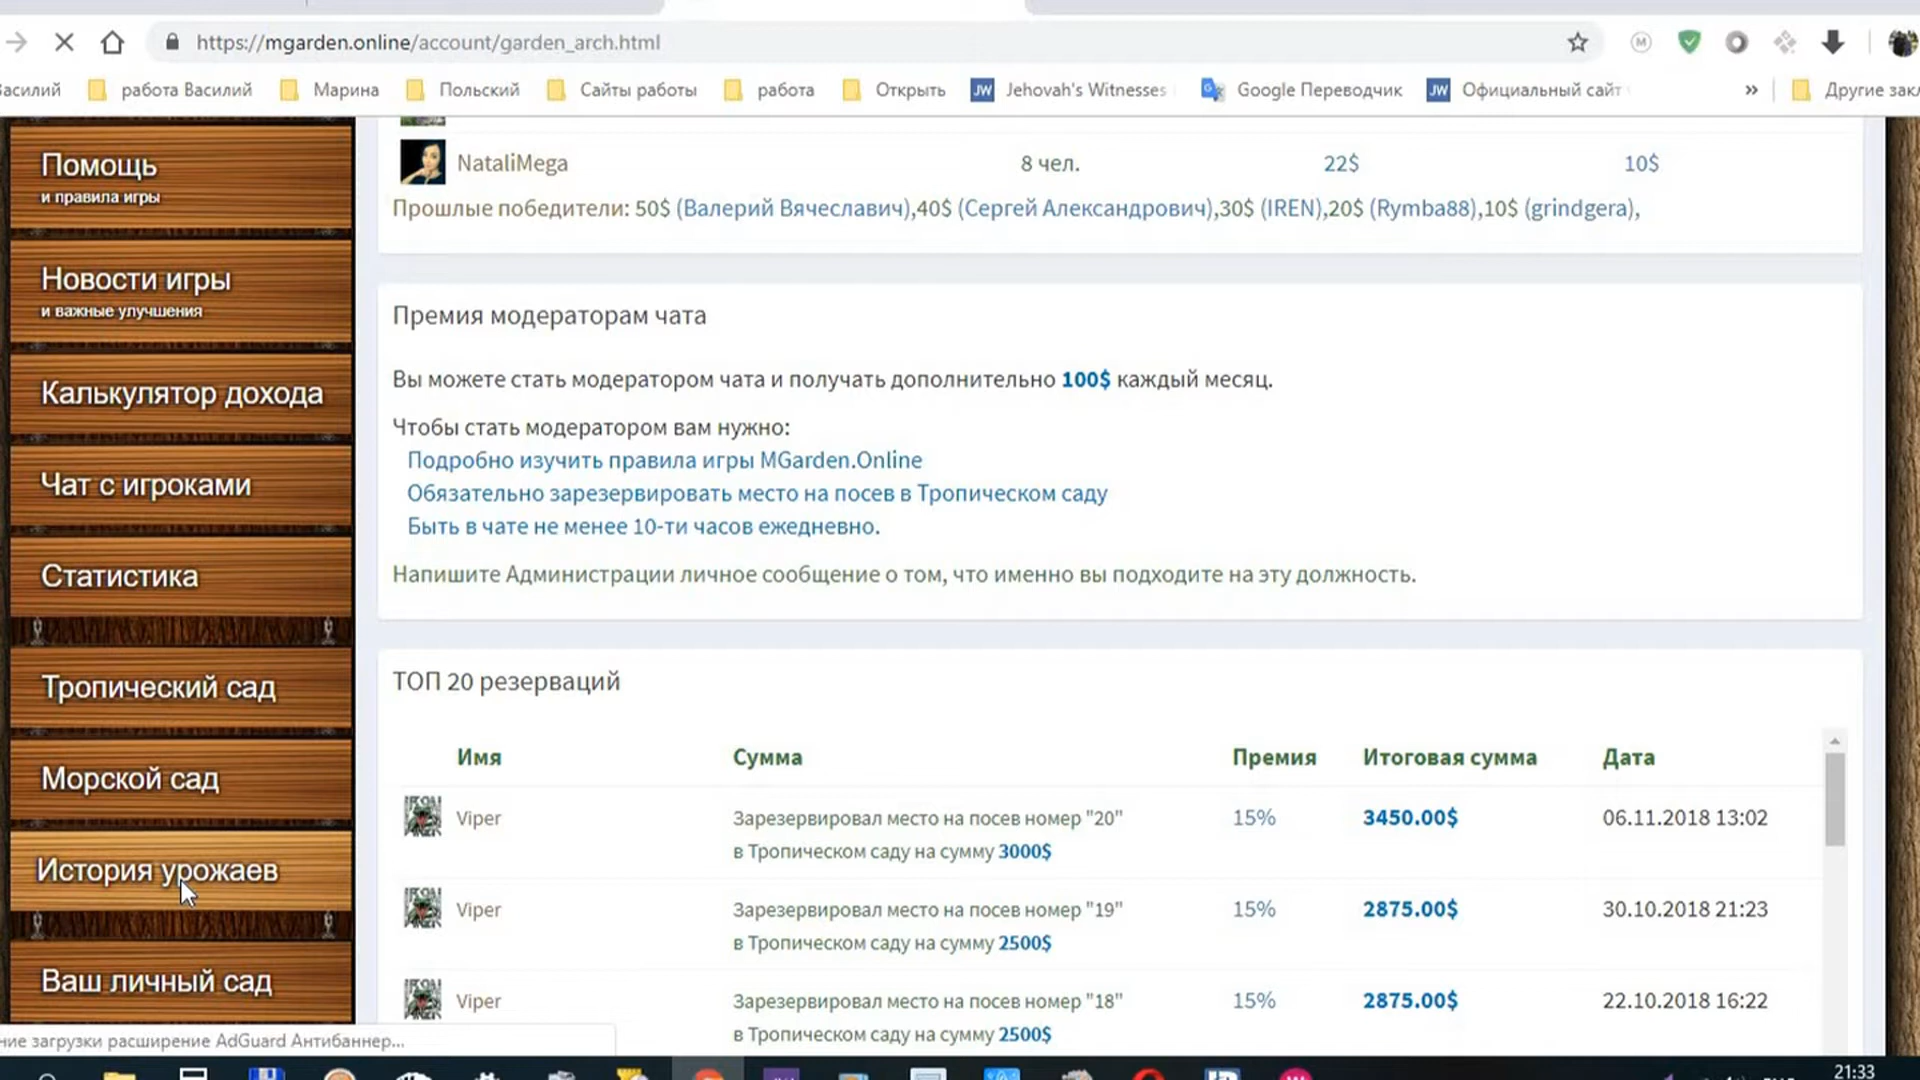 https://mgarden.online/account/garden_arch.html
работа Василий
Марина
Польский
Сайты работы
работа
Открыть
JW
Jehovah's Witnesses
Google Переводчик
JW
Официальный сайт
»
Другие
Помощь
и правила игры
Новости игры
и важные улучшения
Калькулятор дохода
Чат с игроками
Статистика
Тропический сад
Морской сад
История урожаев
Ваш личный сад
NataliMega 8 чел. 22$ 10$
Прошлые победители: 50$ (Валерий Вячеславич),40$ (Сергей Александрович),30$ (IREN),20$ (Rymba88),10$ (grindgera),
Премия модераторам чата
Вы можете стать модератором чата и получать дополнительно 100$ каждый месяц.
Чтобы стать модератором вам нужно:
Подробно изучить правила игры MGarden.Online
Обязательно зарезервировать место на посев в Тропическом саду
Быть в чате не менее 10-ти часов ежедневно.
Напишите Администрации личное сообщение о том, что именно вы подходите на эту должность.
ТОП 20 резерваций
Имя Сумма Премия Итоговая сумма Дата
Viper Зарезервировал место на посев номер "20" 15% 3450.00$ 06.11.2018 13:02
в Тропическом саду на сумму 3000$
Viper Зарезервировал место на посев номер "19" 15% 2875.00$ 30.10.2018 21:23
в Тропическом саду на сумму 2500$
Viper Зарезервировал место на посев номер "18" 15% 2875.00$ 22.10.2018 16:22
в Тропическом саду на сумму 2500$
загрузки расширение AdGuard Антибаннер...
21:33